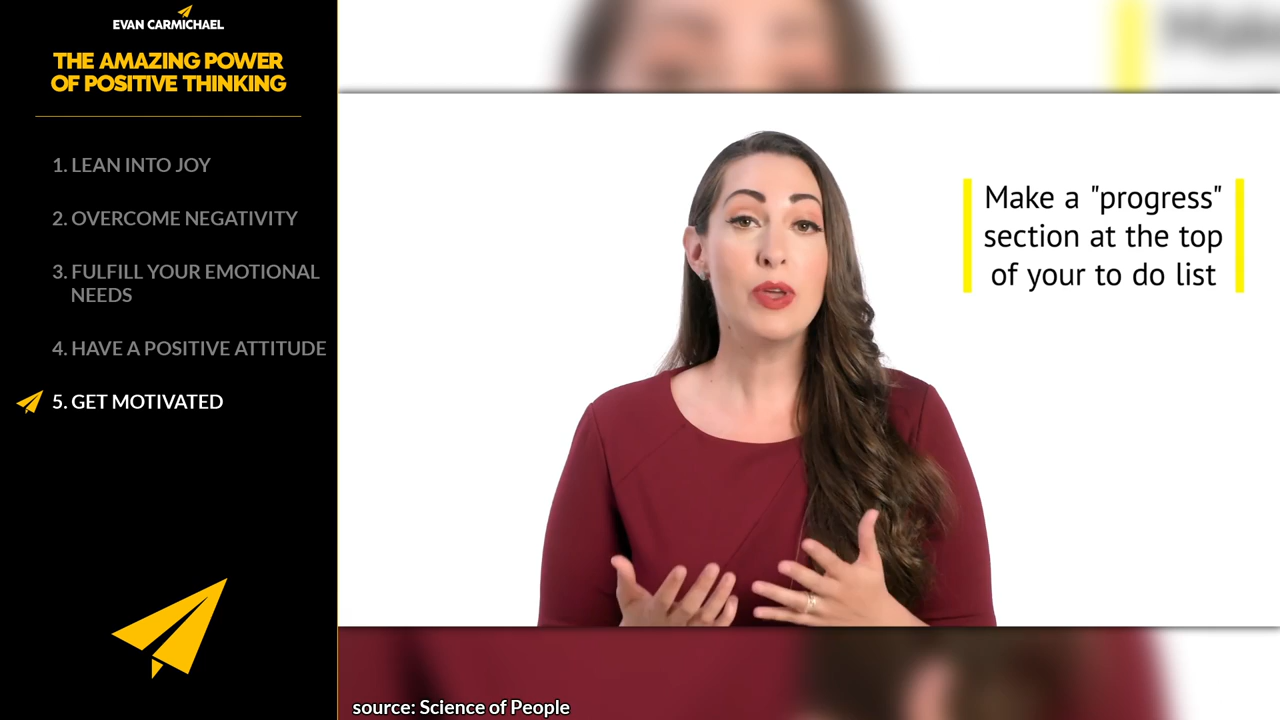 EVAN CARMICHAEL
THE AMAZING POWER
OF POSITIVE THINKING
1. LEAN INTO JOY
2. OVERCOME NEGATIVITY
3. FULFILL YOUR EMOTIONAL
NEEDS
4. HAVE A POSITIVE ATTITUDE
5. GET MOTIVATED
Make a "progress"
section at the top
of your to do list
source: Science of People